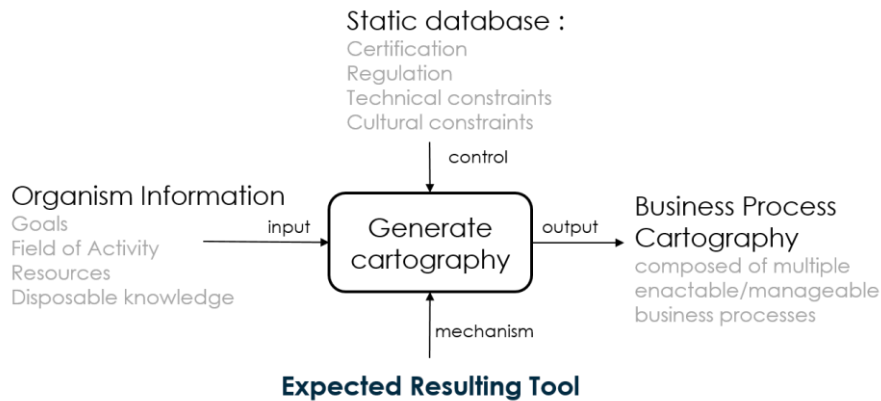 Static database :
Certification
Regulation
Technical constraints
Cultural constraints
control
Organism Information
Goals
Field of Activity
Resources
Disposable knowledge
input
Generate
cartography
output
Business Process
Cartography
composed of multiple
enactable/manageable
business processes
mechanism
Expected Resulting Tool